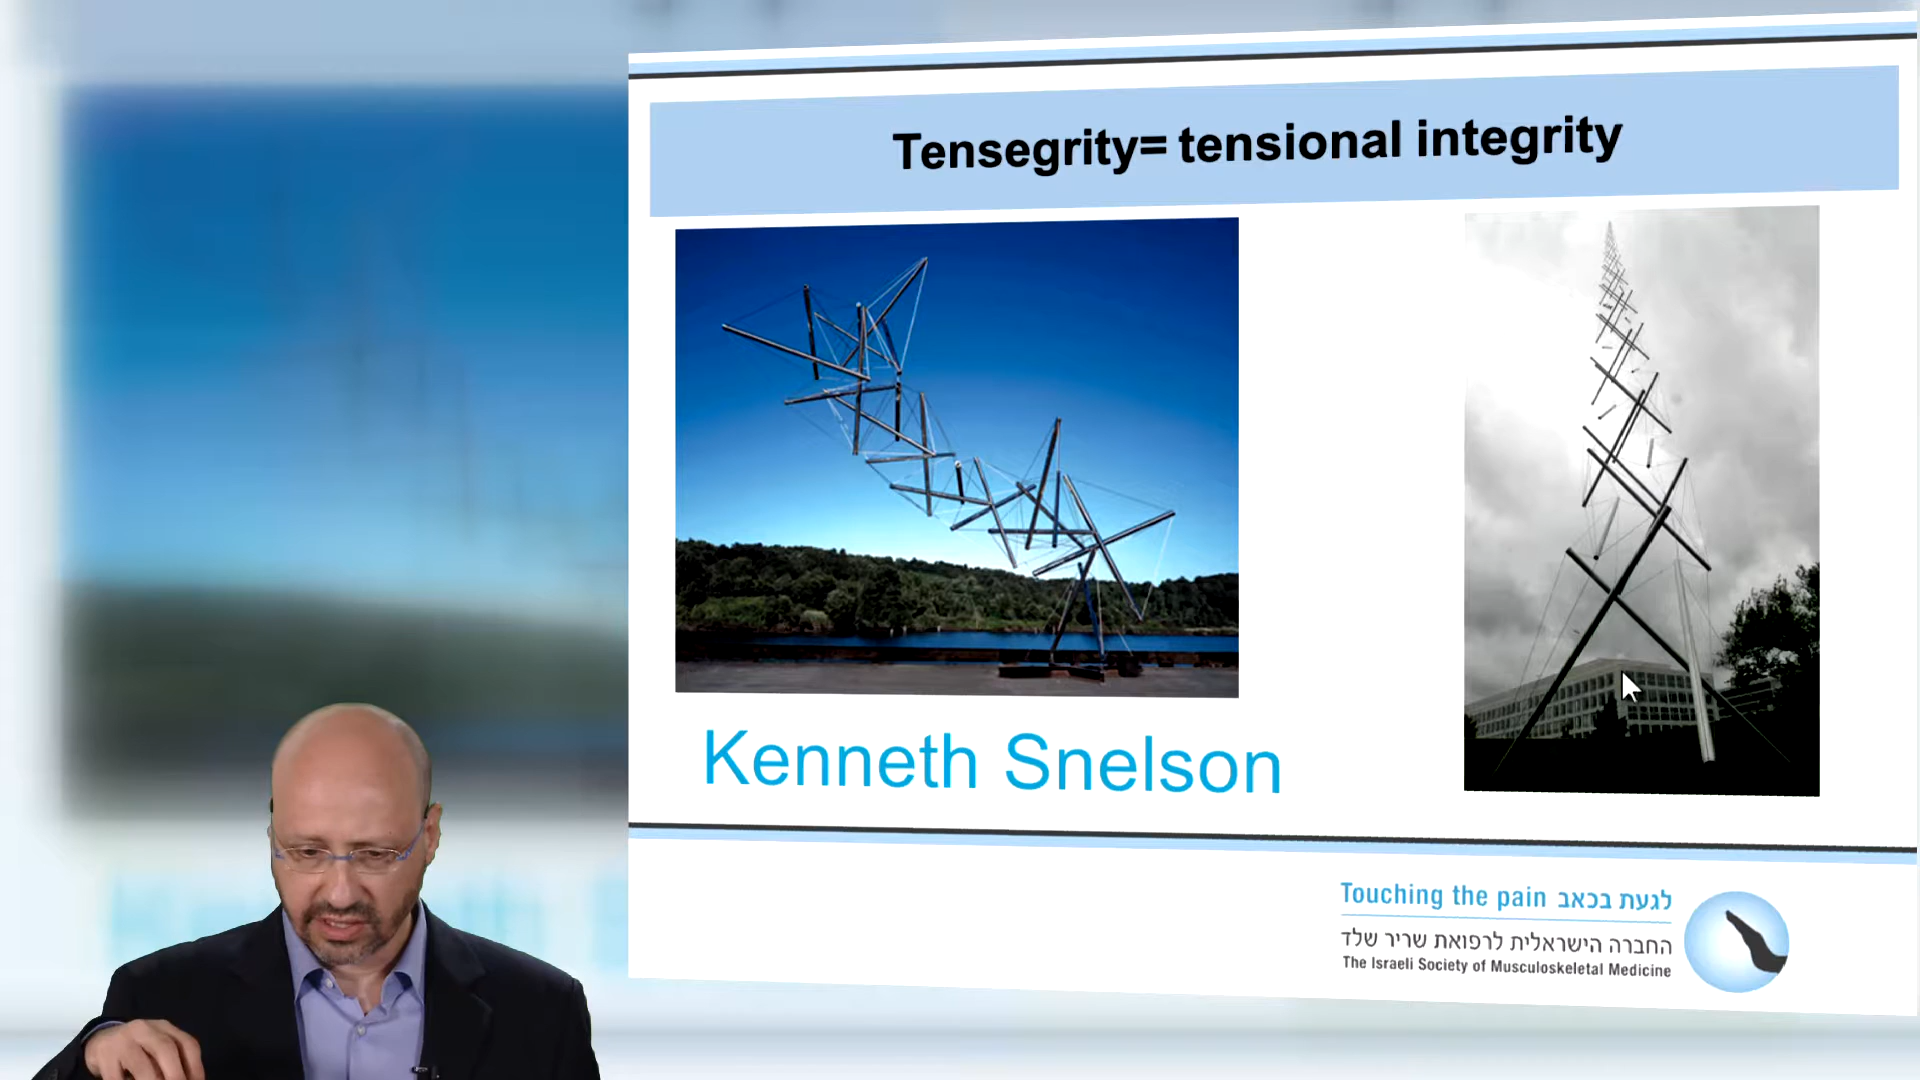 Tensegrity= tensional integrity
Kenneth Snelson
Touching the pain לגעת בכאב
החברה הישראלית לרפואת שריר שלד
The Israeli Society of Musculoskeletal Medicine